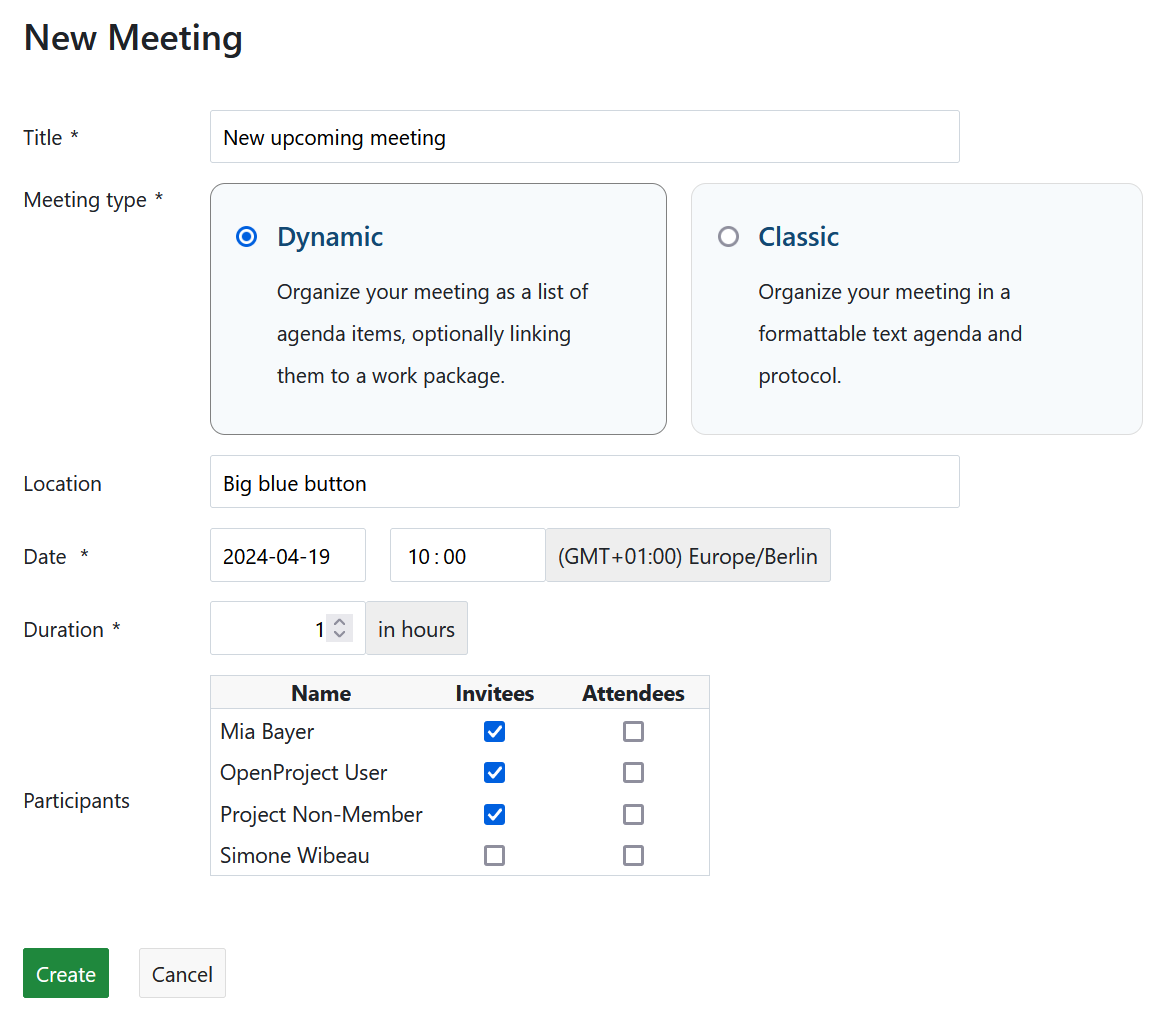 New Meeting
Title *
New upcoming meeting
Meeting type *
Dynamic
Organize your meeting as a list of
agenda items, optionally linking
them to a work package.
Classic
Organize your meeting in a
formattable text agenda and
protocol.
Location
Big blue button
Date *
2024-04-19
10:00
(GMT+01:00) Europe/Berlin
Duration *
1
in hours
Participants
Name Invitees Attendees
Mia Bayer
OpenProject User
Project Non-Member
Simone Wibeau
Create
Cancel